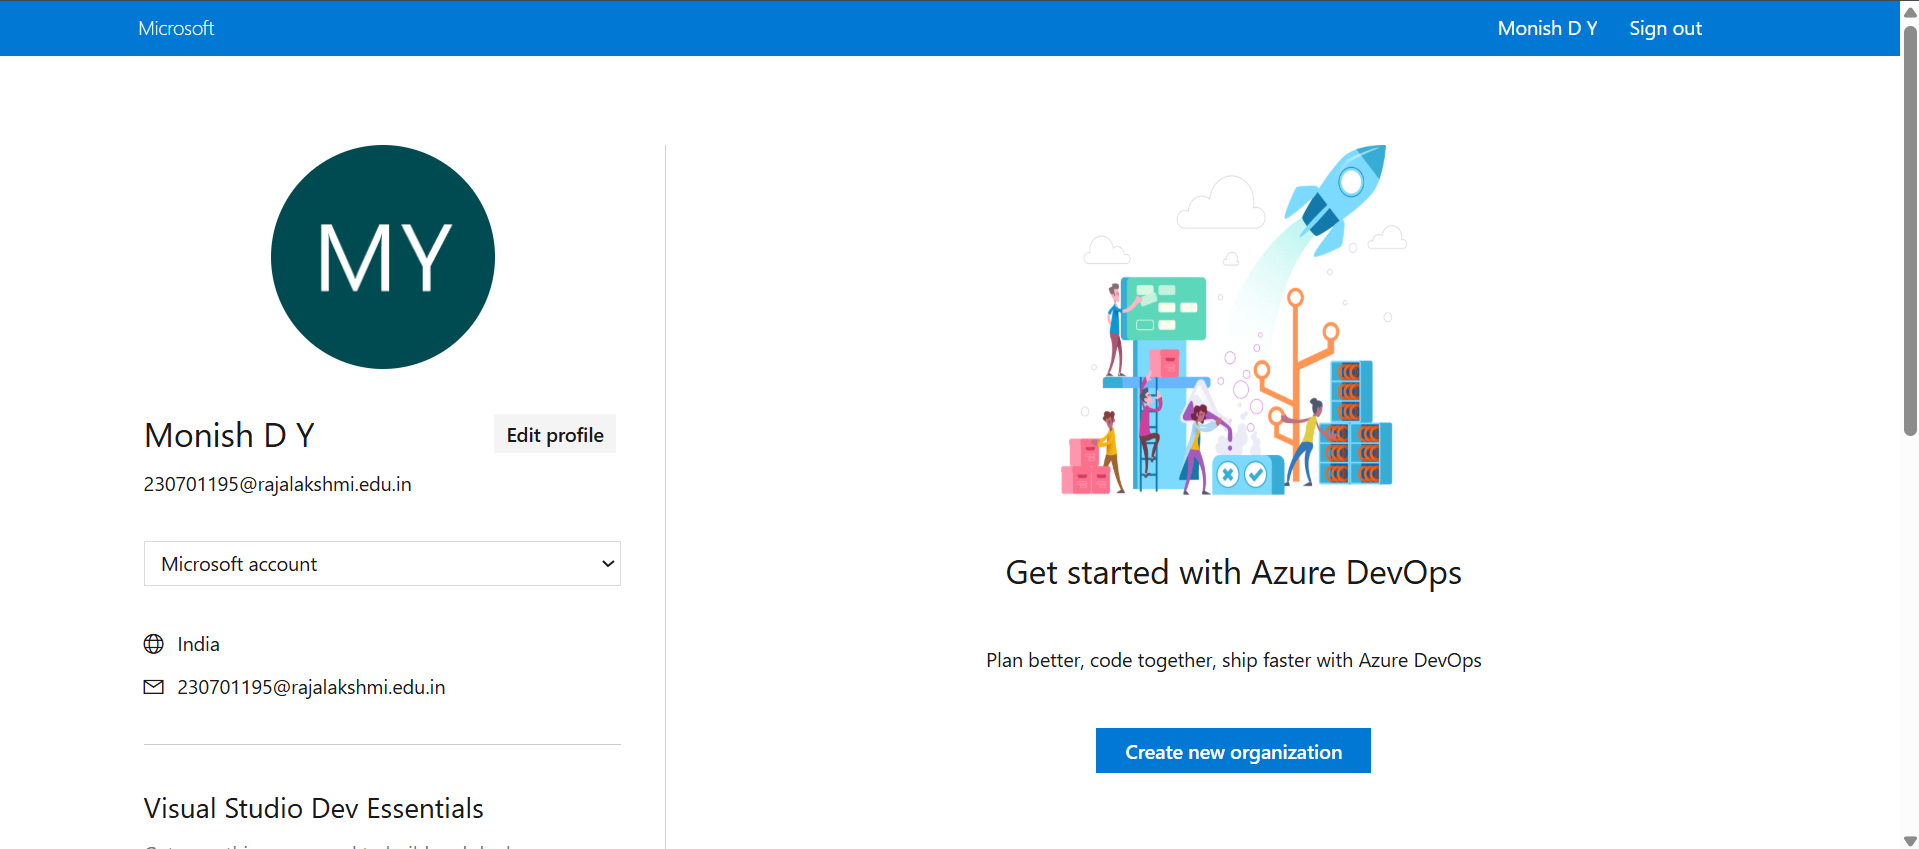 Microsoft
Monish D Y
Sign out
MY
Monish D Y
Edit profile
230701195@rajalakshmi.edu.in
Microsoft account
India
230701195@rajalakshmi.edu.in
Visual Studio Dev Essentials
Get started with Azure DevOps
Plan better, code together, ship faster with Azure DevOps
Create new organization